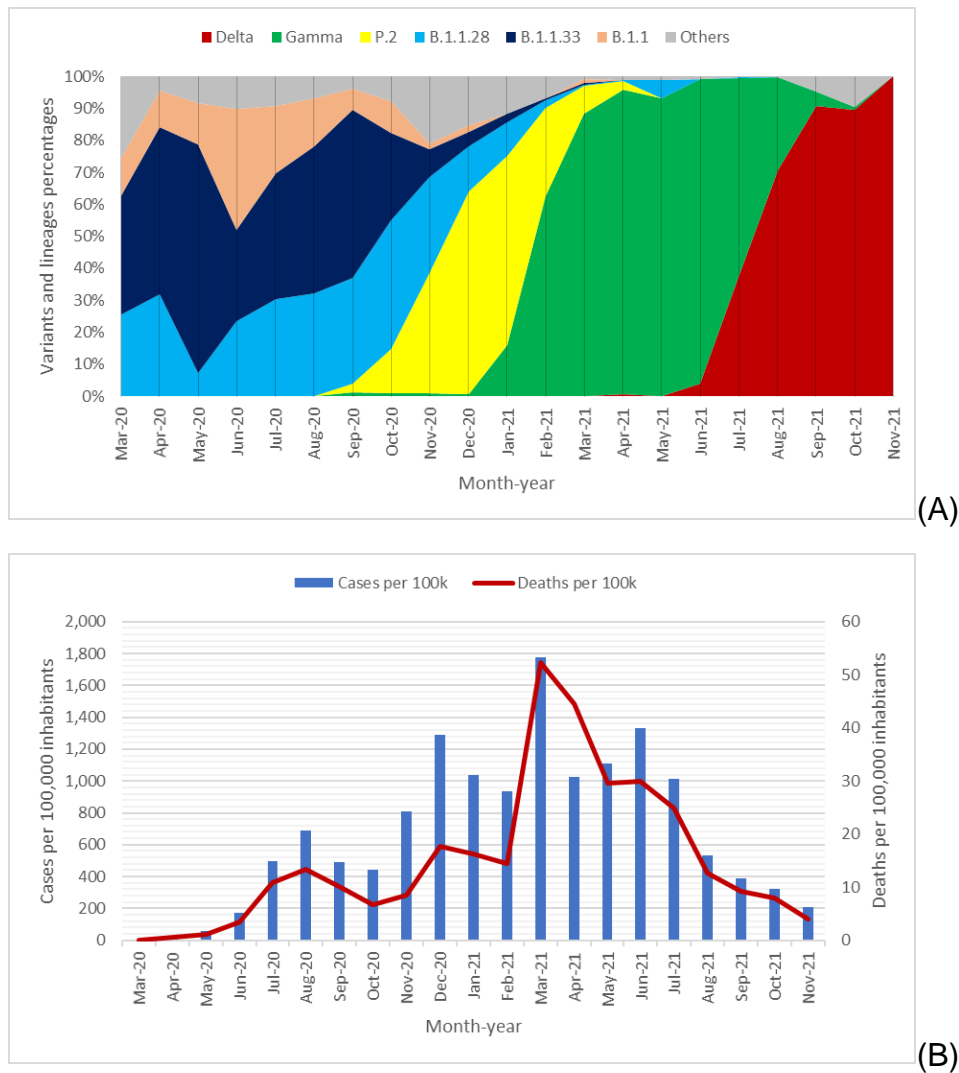 Delta Gamma P.2 B.1.1.28 B.1.1.33 B.1.1 Others
Variants and lineages percentages
100%
90%
80%
70%
60%
50%
40%
30%
20%
10%
0%
Mar-20 Apr-20 May-20 Jun-20 Jul-20 Aug-20 Sep-20 Oct-20 Nov-20 Dec-20 Jan-21 Feb-21 Mar-21 Apr-21 May-21 Jun-21 Jul-21 Aug-21 Sep-21 Oct-21 Nov-21
Month-year
(A)
Cases per 100k Deaths per 100k
Cases per 100,000 inhabitants
2,000
1,800
1,600
1,400
1,200
1,000
800
600
400
200
0
60
50
40
30
20
10
0
Deaths per 100,000 inhabitants
Mar-20 Apr-20 May-20 Jun-20 Jul-20 Aug-20 Sep-20 Oct-20 Nov-20 Dec-20 Jan-21 Feb-21 Mar-21 Apr-21 May-21 Jun-21 Jul-21 Aug-21 Sep-21 Oct-21 Nov-21
Month-year
(B)